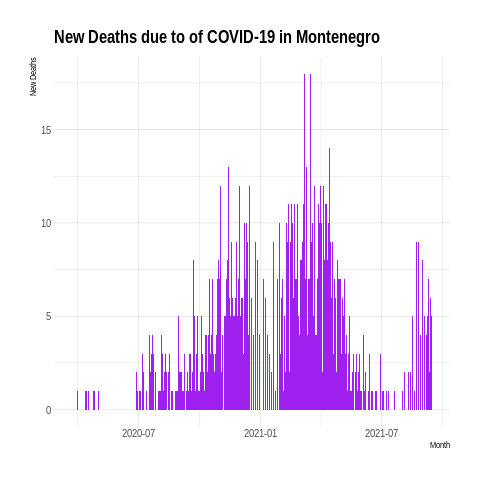 New Deaths due to of COVID-19 in Montenegro
New Deaths
15
10
5
0
2020-07
2021-01
2021-07
Month